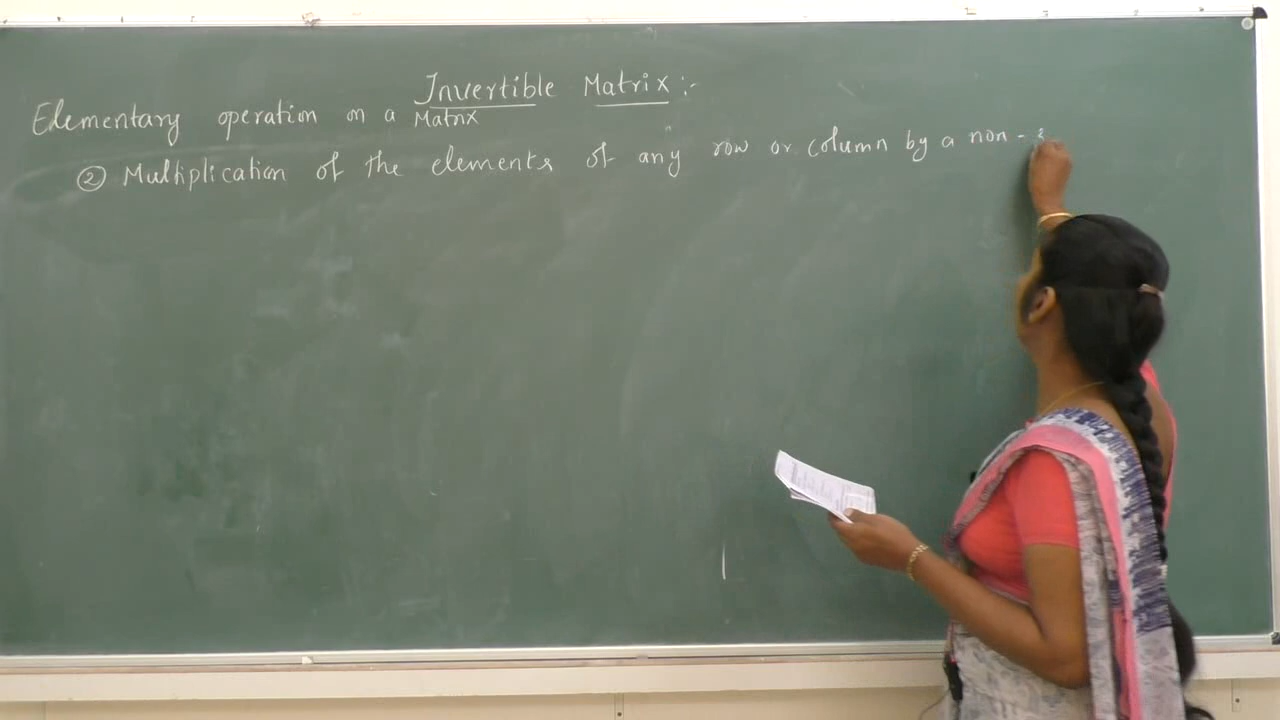 Invertible Matrix :-
Elementary operation on a Matrix
② Multiplication of the elements of any row or column by a non -